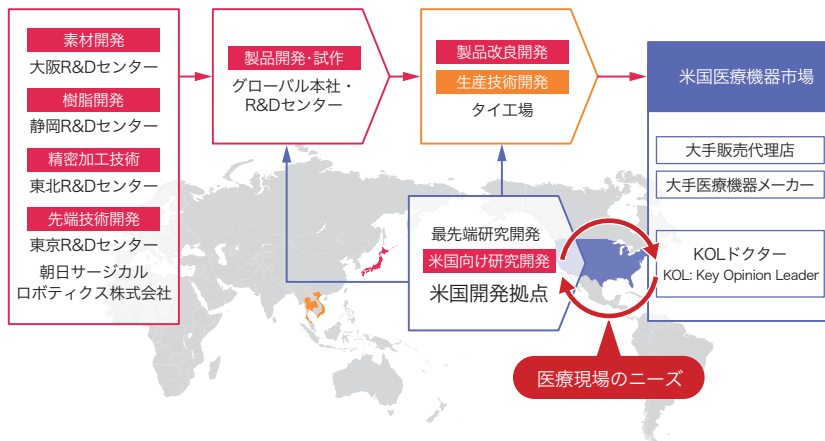 素材開発
大阪R&Dセンター
樹脂開発
静岡R&Dセンター
精密加工技術
東北R&Dセンター
先端技術開発
東京R&Dセンター
朝日サージカル
ロボティクス株式会社
製品開発・試作
グローバル本社・
R&Dセンター
製品改良開発
生産技術開発
タイ工場
米国医療機器市場
大手販売代理店
大手医療機器メーカー
KOLドクター
KOL: Key Opinion Leader
最先端研究開発
米国向け研究開発
米国開発拠点
医療現場のニーズ